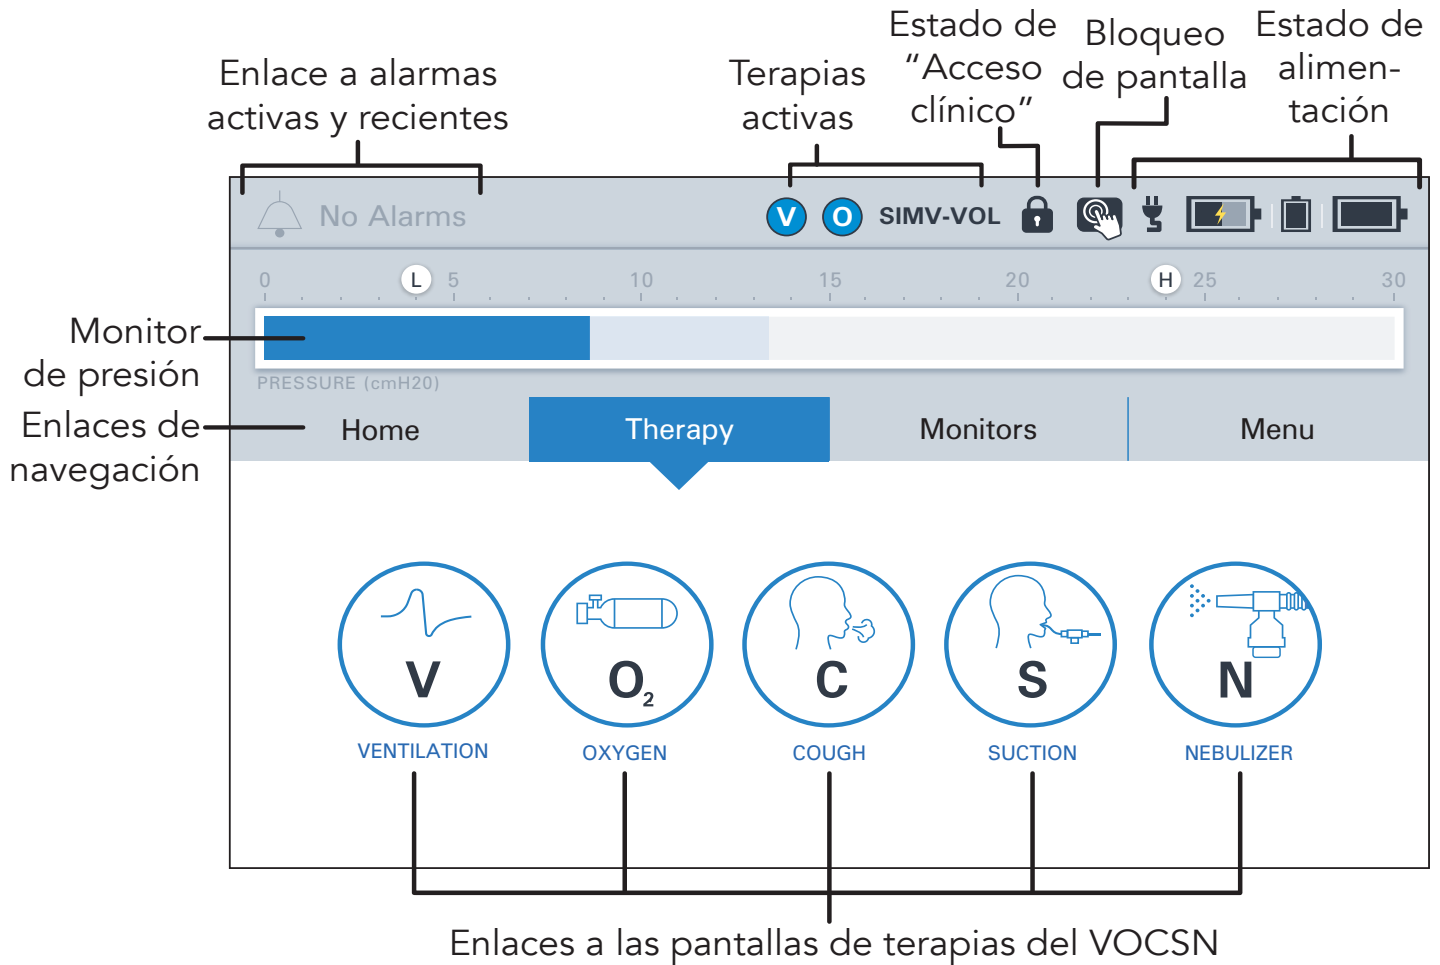 Enlace a alarmas
activas y recientes
Terapias
activas
Estado de
“Acceso
clínico”
Bloqueo
de pantalla
Estado de
alimen-
tación
No Alarms
V
O
SIMV-VOL
0
L
5
10
15
20
H
25
30
Monitor
de presión
PRESSURE (cmH20)
Enlaces de
navegación
Home
Therapy
Monitors
Menu
V
O₂
C
S
N
VENTILATION
OXYGEN
COUGH
SUCTION
NEBULIZER
Enlaces a las pantallas de terapias del VOCSN